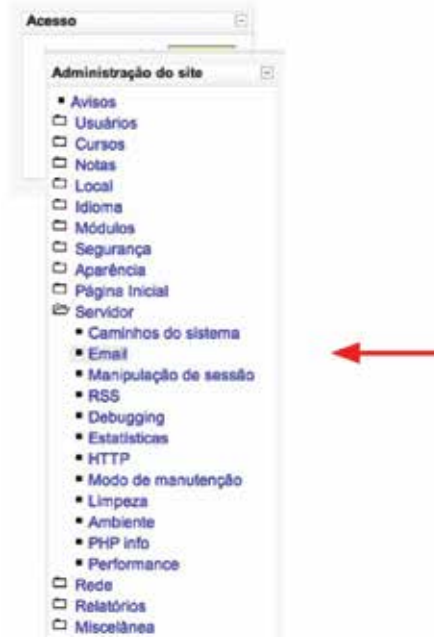 Acesso
Administração do site
Avisos
Usuários
Cursos
Notas
Local
Idioma
Módulos
Segurança
Aparência
Página Inicial
Servidor
Caminhos do sistema
Email
Manipulação de sessão
RSS
Debugging
Estatísticas
HTTP
Modo de manutenção
Limpeza
Ambiente
PHP info
Performance
Rede
Relatórios
Miscelânea